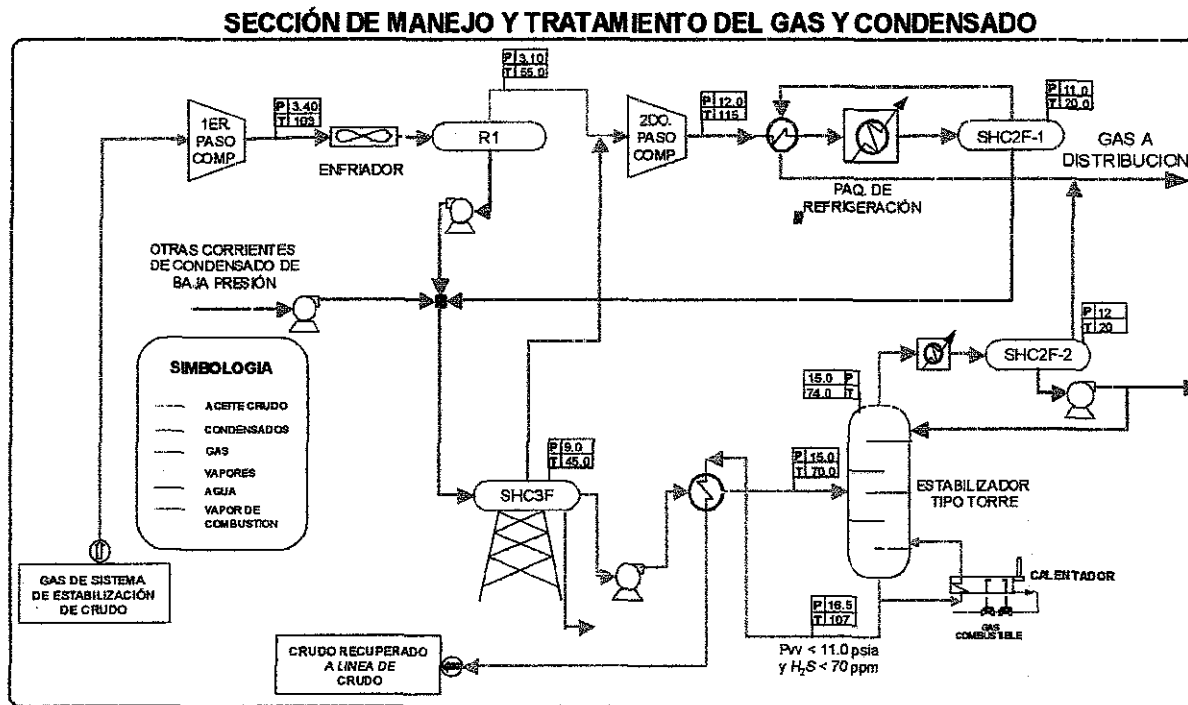 SECCIÓN DE MANEJO Y TRATAMIENTO DEL GAS Y CONDENSADO
P 3.10
T 55.0
P 3.40
T 103
1ER.
PASO
COMP.
ENFRIADOR
R1
2DO.
PASO
COMP.
P 12.0
T 115
P 11.0
T 20.0
SHC2F-1
GAS A
DISTRIBUCION
PAQ. DE
REFRIGERACIÓN
OTRAS CORRIENTES
DE CONDENSADO DE
BAJA PRESIÓN
SIMBOLOGIA
ACEITE CRUDO
CONDENSADOS
GAS
VAPORES
AGUA
VAPOR DE
COMBUSTION
P 12
T 20
SHC2F-2
15.0 P
74.0 T
P 9.0
T 45.0
SHC3F
P 15.0
T 70.0
ESTABILIZADOR
TIPO TORRE
CALENTADOR
GAS
COMBUSTIBLE
P 16.5
T 107
Pvv < 11.0 psia
y H₂S < 70 ppm
GAS DE SISTEMA
DE ESTABILIZACIÓN
DE CRUDO
CRUDO RECUPERADO
A LINEA DE
CRUDO